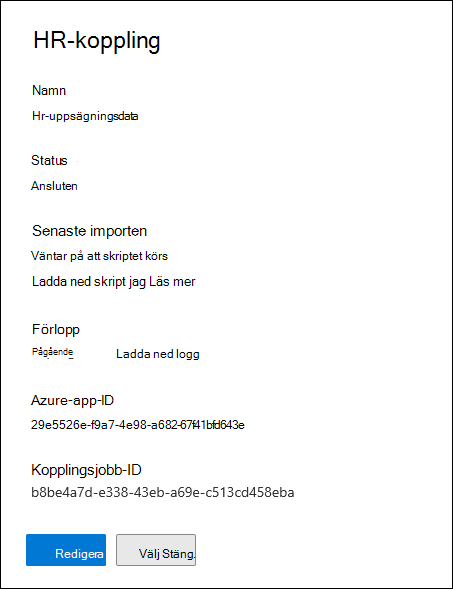 HR-koppling
Namn
Hr-uppsägningsdata
Status
Ansluten
Senaste importen
Väntar på att skriptet körs
Ladda ned skript jag Läs mer
Förlopp
Pågående Ladda ned logg
Azure-app-ID
29e5526e-f9a7-4e98-a682-67f41bfd643e
Kopplingsjobb-ID
b8be4a7d-e338-43eb-a69e-c513cd458eba
Redigera Välj Stäng.